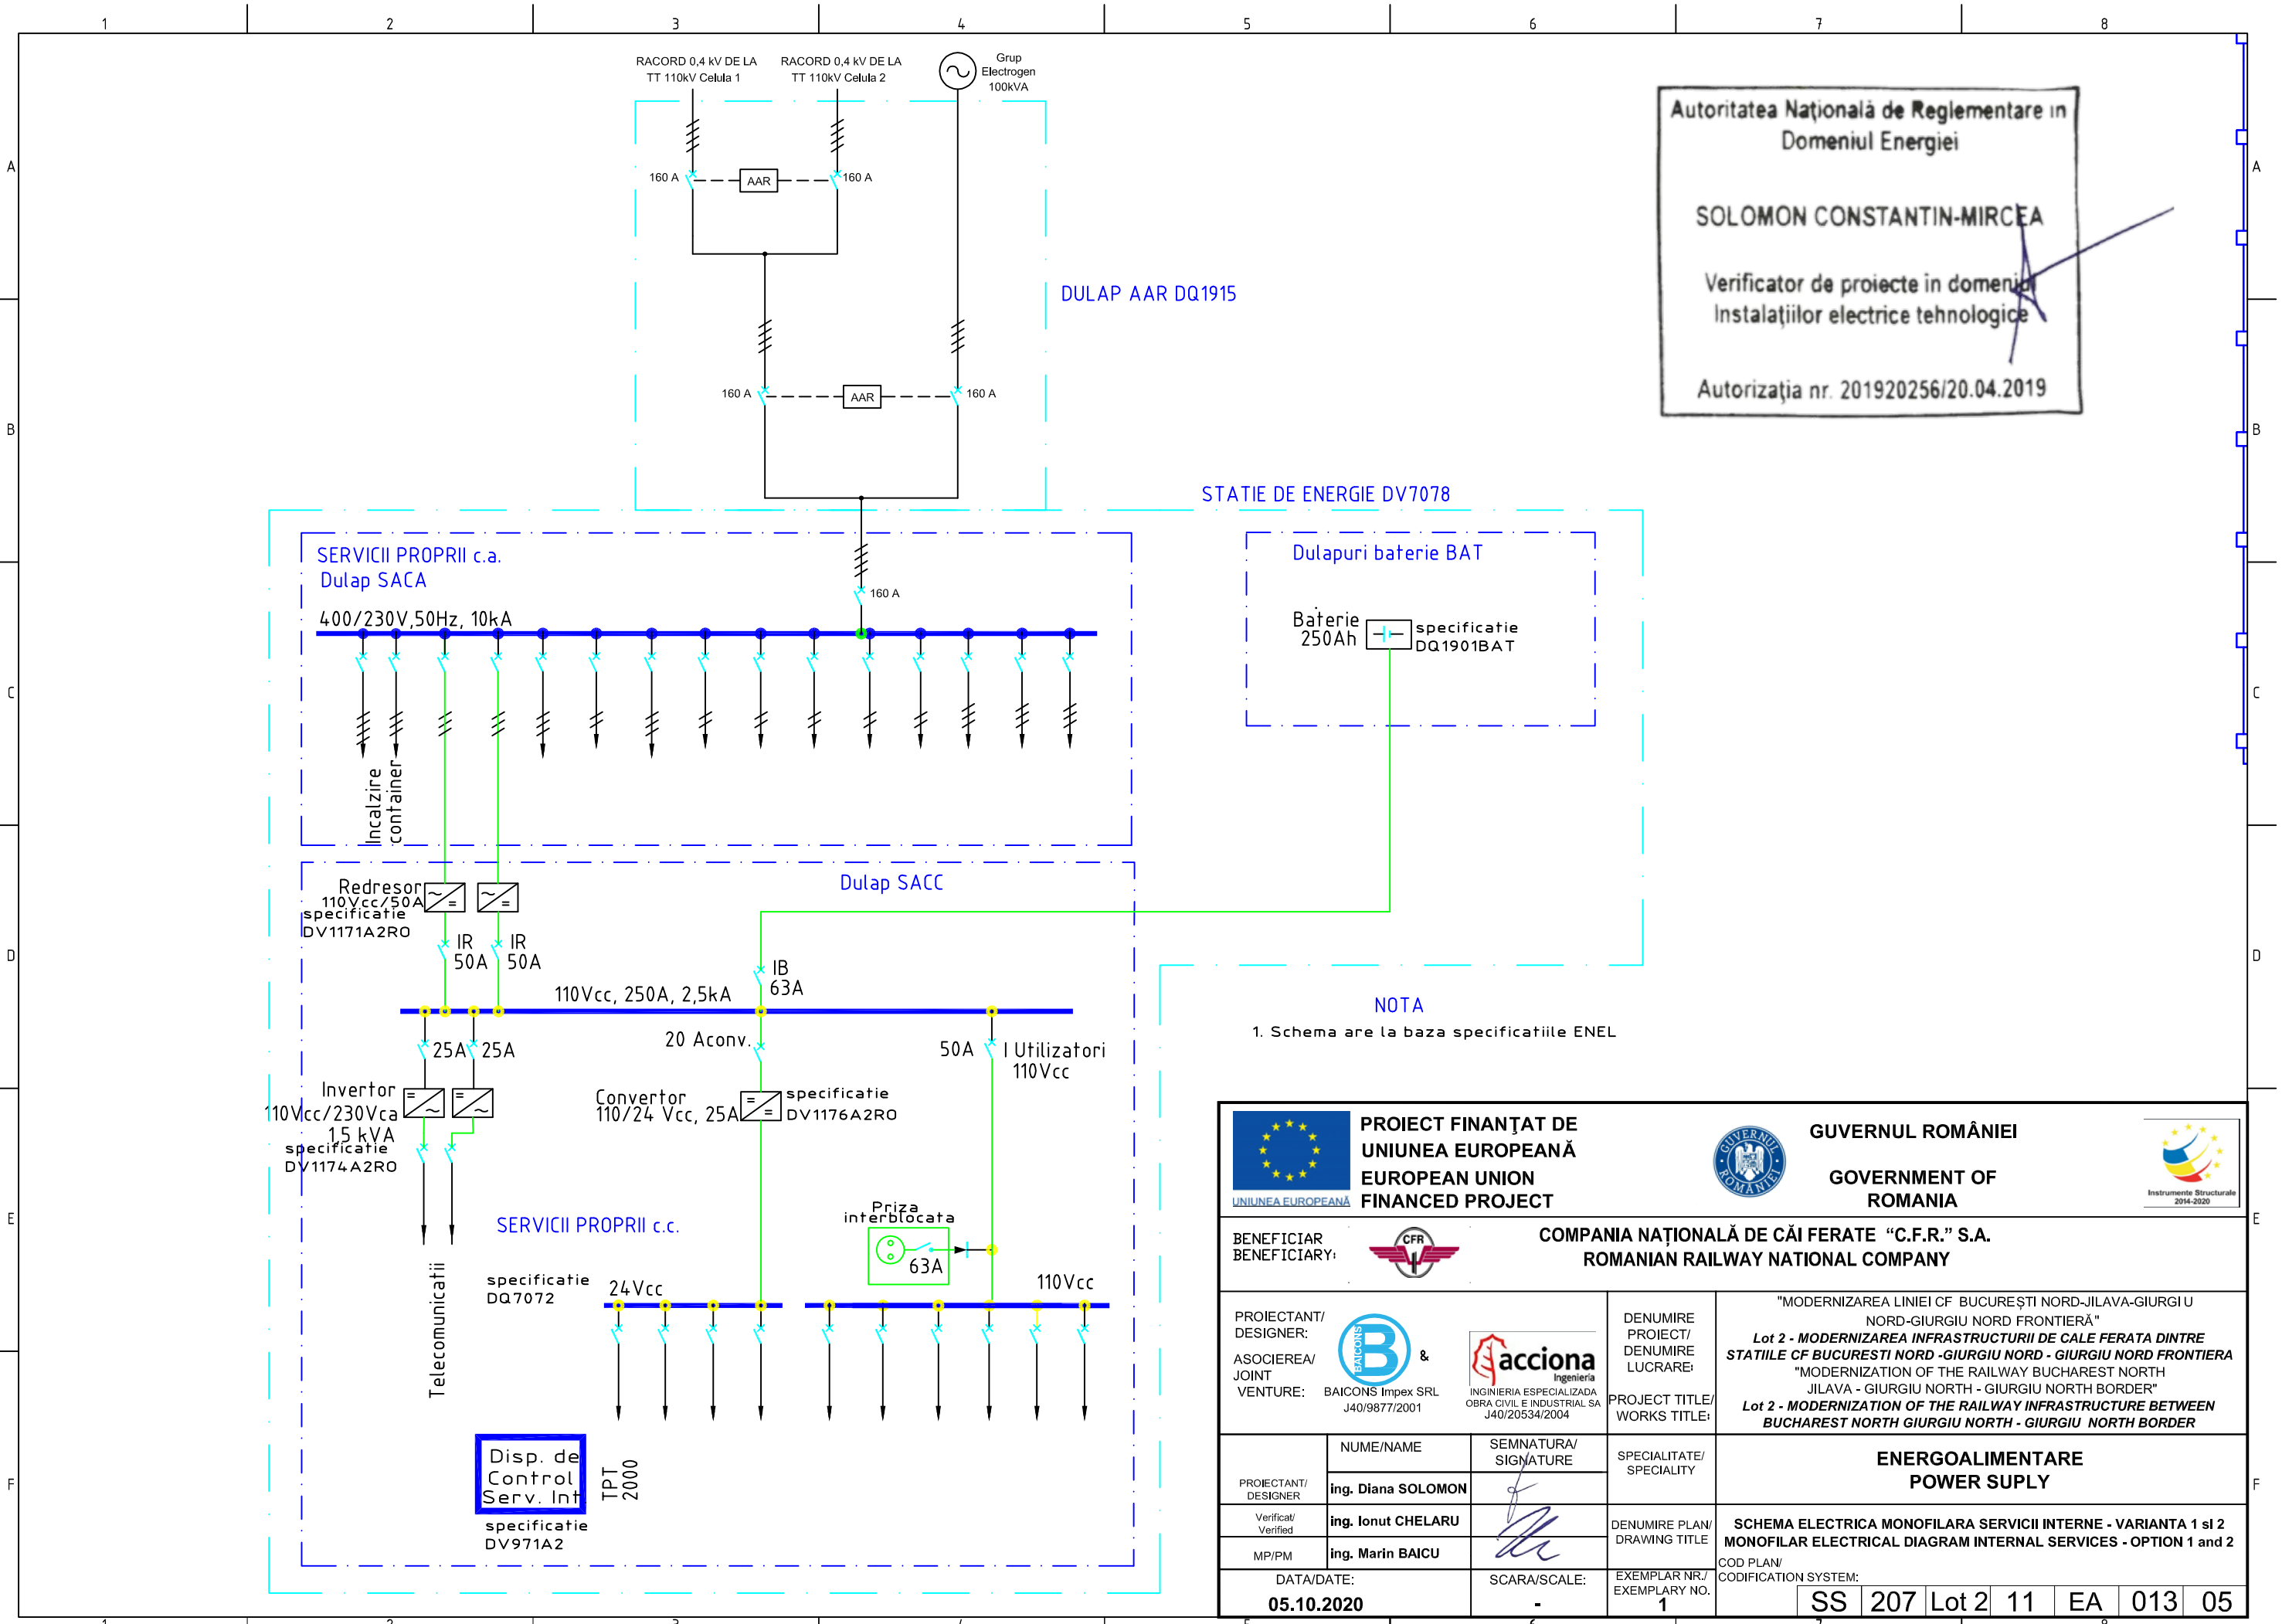 1 2 3 4 5 6 7 8
A A
B B
C C
D D
E E
F F
RACORD 0,4 kV DE LA
TT 110kV Celula 1
RACORD 0,4 kV DE LA
TT 110kV Celula 2
Grup
Electrogen
100kVA
160 A
AAR
160 A
DULAP AAR DQ1915
160 A
AAR
160 A
Autoritatea Națională de Reglementare în
Domeniul Energiei
SOLOMON CONSTANTIN-MIRCEA
Verificator de proiecte in domeniul
Instalațiilor electrice tehnologice
Autorizația nr. 201920256/20.04.2019
STATIE DE ENERGIE DV7078
SERVICII PROPRII c.a.
Dulap SACA
160 A
400/230V,50Hz, 10kA
Incalzire
container
Dulapuri baterie BAT
Baterie
250Ah
specificatie
DQ1901BAT
Dulap SACC
Redresor
110Vcc/50A
specificatie
DV1171A2RO
IR
50A
IR
50A
IB
63A
110Vcc, 250A, 2,5kA
25A
25A
20 Aconv.
50A
I Utilizatori
110Vcc
Invertor
110Vcc/230Vca
1,5 kVA
specificatie
DV1174A2RO
Convertor
110/24 Vcc, 25A
specificatie
DV1176A2RO
Telecomunicatii
SERVICII PROPRII c.c.
Priza
interblocata
63A
specificatie
DQ7072
24Vcc
110Vcc
Disp. de
Control
Serv. Int
TPT
2000
specificatie
DV971A2
NOTA
1. Schema are la baza specificatiile ENEL
UNIUNEA EUROPEANĂ
PROIECT FINANŢAT DE
UNIUNEA EUROPEANĂ
EUROPEAN UNION
FINANCED PROJECT
GUVERNUL ROMÂNIEI
GUVERNUL ROMÂNIEI
GOVERNMENT OF
ROMANIA
Instrumente Structurale
2014-2020
BENEFICIAR
BENEFICIARY:
CFR
COMPANIA NAȚIONALĂ DE CĂI FERATE “C.F.R.” S.A.
ROMANIAN RAILWAY NATIONAL COMPANY
PROIECTANT/
DESIGNER:
ASOCIEREA/
JOINT
VENTURE:
BAICONS
B
BAICONS Impex SRL
J40/9877/2001
&
acciona
Ingenieria
INGINIERIA ESPECIALIZADA
OBRA CIVIL E INDUSTRIAL SA
J40/20534/2004
DENUMIRE
PROIECT/
DENUMIRE
LUCRARE:
PROJECT TITLE/
WORKS TITLE:
"MODERNIZAREA LINIEI CF BUCUREȘTI NORD-JILAVA-GIURGI U
NORD-GIURGIU NORD FRONTIERĂ"
Lot 2 - MODERNIZAREA INFRASTRUCTURII DE CALE FERATA DINTRE
STATIILE CF BUCURESTI NORD -GIURGIU NORD - GIURGIU NORD FRONTIERA
"MODERNIZATION OF THE RAILWAY BUCHAREST NORTH
JILAVA - GIURGIU NORTH - GIURGIU NORTH BORDER"
Lot 2 - MODERNIZATION OF THE RAILWAY INFRASTRUCTURE BETWEEN
BUCHAREST NORTH GIURGIU NORTH - GIURGIU NORTH BORDER
NUME/NAME
SEMNATURA/
SIGNATURE
PROIECTANT/
DESIGNER
ing. Diana SOLOMON
Verificat/
Verified
ing. Ionut CHELARU
MP/PM
ing. Marin BAICU
SPECIALITATE/
SPECIALITY
ENERGOALIMENTARE
POWER SUPLY
DENUMIRE PLAN/
DRAWING TITLE
SCHEMA ELECTRICA MONOFILARA SERVICII INTERNE - VARIANTA 1 sI 2
MONOFILAR ELECTRICAL DIAGRAM INTERNAL SERVICES - OPTION 1 and 2
DATA/DATE:
05.10.2020
SCARA/SCALE:
-
EXEMPLAR NR./
EXEMPLARY NO.
1
COD PLAN/
CODIFICATION SYSTEM:
SS 207 Lot 2 11 EA 013 05